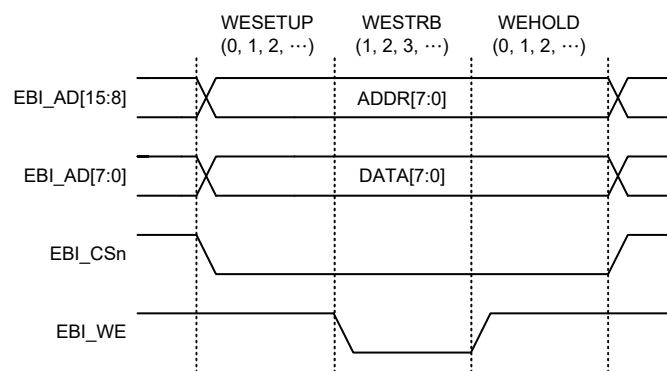 WESETUP WESTRB WEHOLD
(0, 1, 2, ⋯) (1, 2, 3, ⋯) (0, 1, 2, ⋯)
EBI_AD[15:8] ADDR[7:0]
EBI_AD[7:0] DATA[7:0]
EBI_CSn
EBI_WE